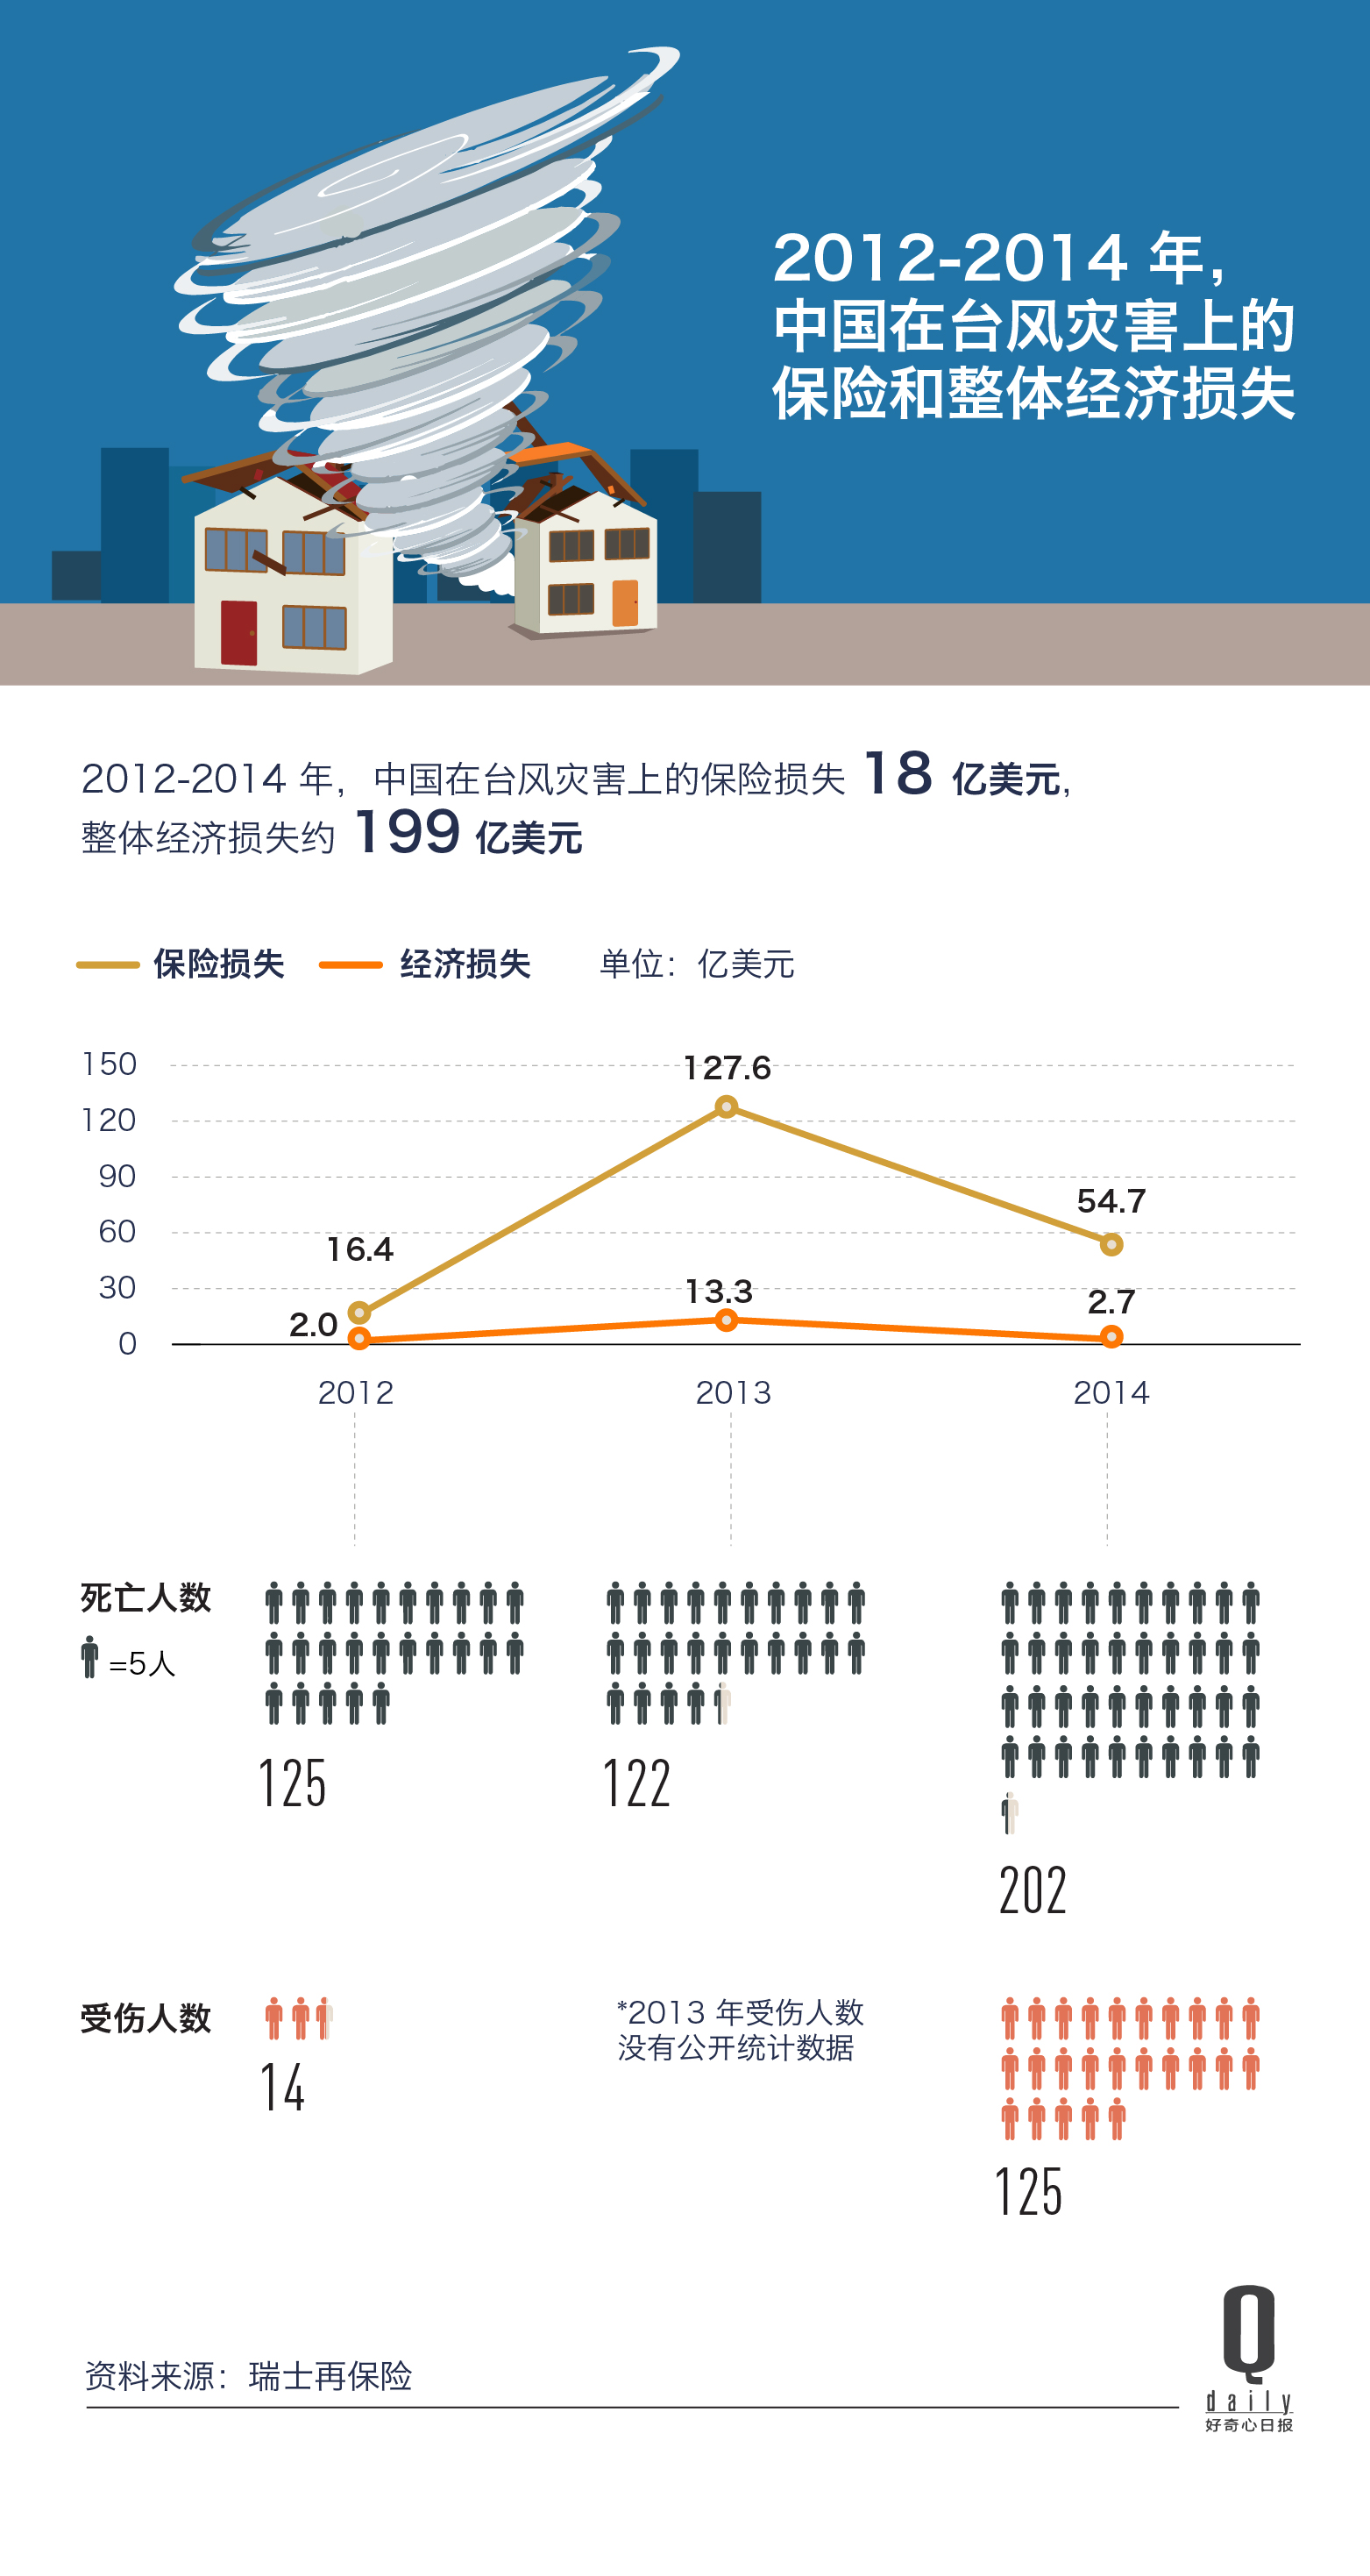 2012-2014 年，
中国在台风灾害上的
保险和整体经济损失
2012-2014 年，中国在台风灾害上的保险损失 18 亿美元，
整体经济损失约 199 亿美元
保险损失 经济损失 单位：亿美元
150
127.6
120
90
54.7
60
16.4
30
13.3
2.7
2.0
0
2012 2013 2014
死亡人数
=5人
125 122
202
受伤人数
*2013 年受伤人数
没有公开统计数据
14
125
资料来源：瑞士再保险
Q
daily
好奇心日报